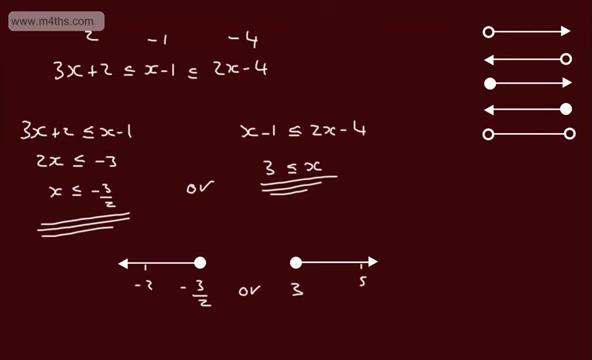 www.m4ths.com
2 -1 -4
3x+2 ≤ x-1 ≤ 2x-4
3x+2 ≤ x-1
2x ≤ -3
x ≤ -3/2
or
x-1 ≤ 2x-4
3 ≤ x
-2 -3/2 or 3 5